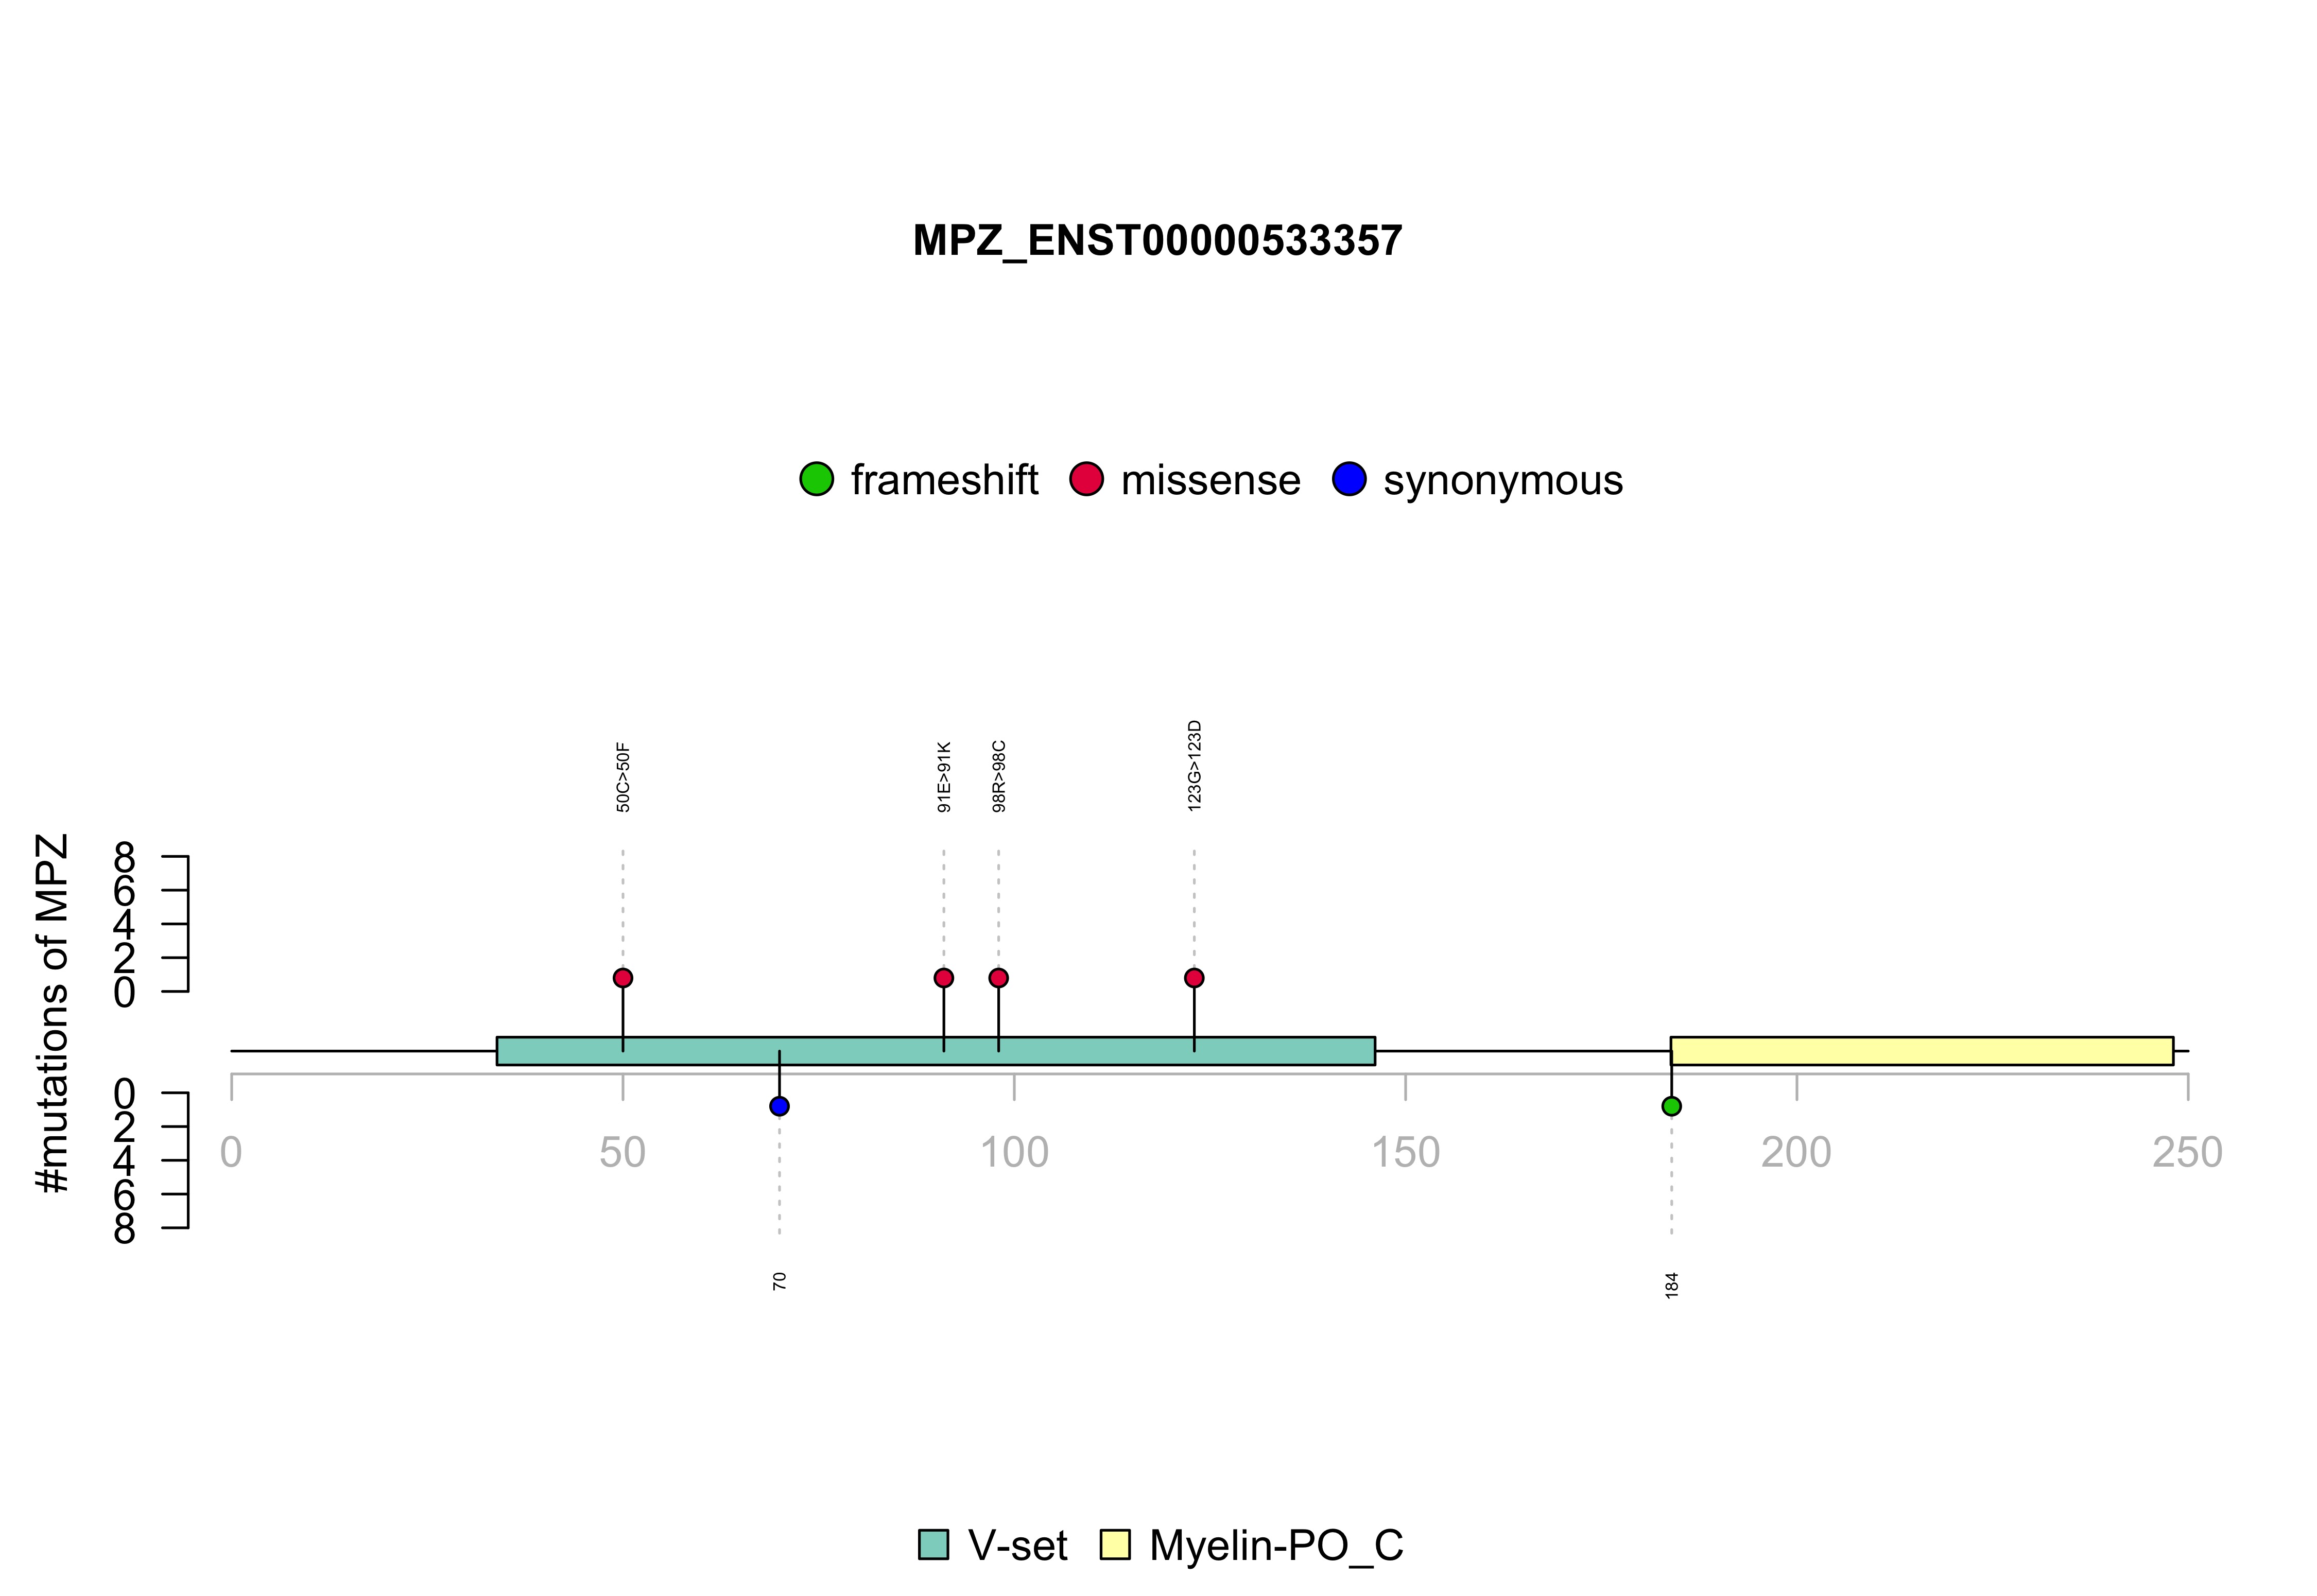 MPZ_ENST00000533357
frameshift missense synonymous
50C>50F
91E>91K
98R>98C
123G>123D
#mutations of MPZ
8
6
4
2
0
0
2
4
6
8
0 50 100 150 200 250
70
184
V-set Myelin-PO_C